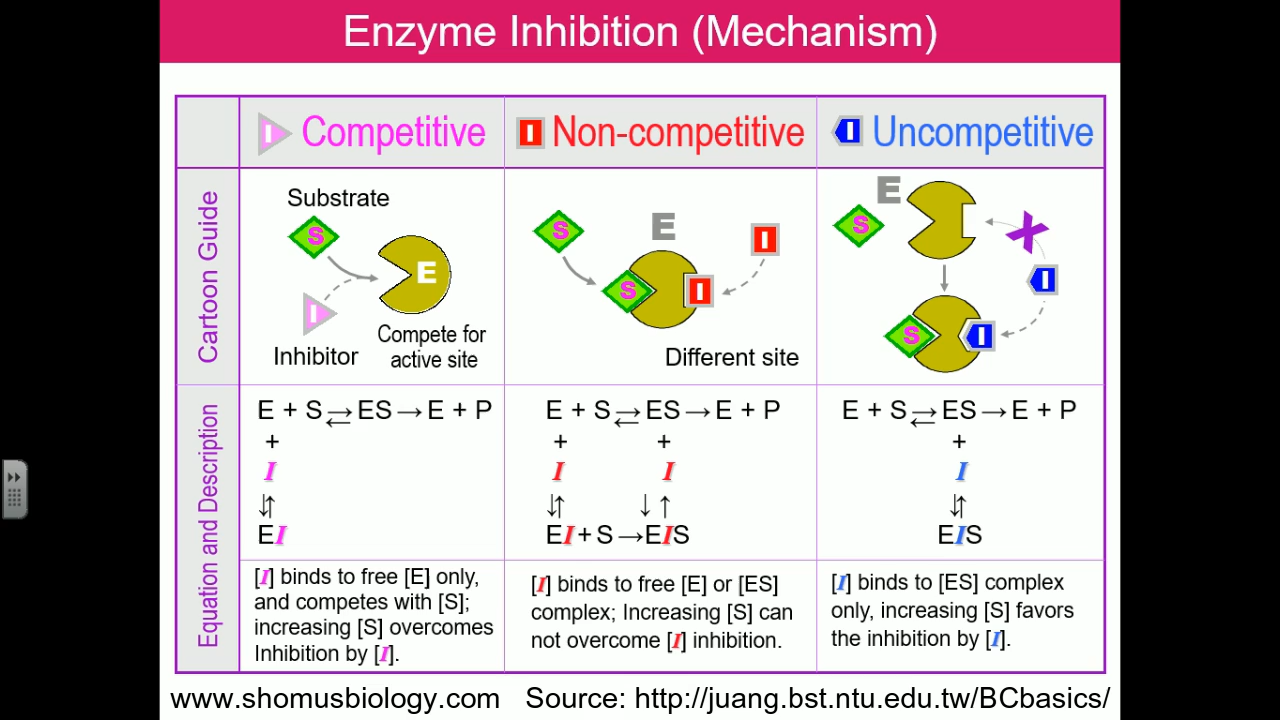 Enzyme Inhibition (Mechanism)
I Competitive
I Non-competitive
I Uncompetitive
Cartoon Guide
Substrate
S
E
I
Inhibitor
Compete for
active site
S
E
I
S
I
Different site
E
S
X
I
S
I
Equation and Description
E + S ⇌ ES → E + P
+
I
⇌
EI
E + S ⇌ ES → E + P
+ +
I I
⇌ ↓ ↑
EI + S → EIS
E + S ⇌ ES → E + P
+
I
⇌
EIS
[I] binds to free [E] only,
and competes with [S];
increasing [S] overcomes
Inhibition by [I].
[I] binds to free [E] or [ES]
complex; Increasing [S] can
not overcome [I] inhibition.
[I] binds to [ES] complex
only, increasing [S] favors
the inhibition by [I].
www.shomusbiology.com Source: http://juang.bst.ntu.edu.tw/BCbasics/